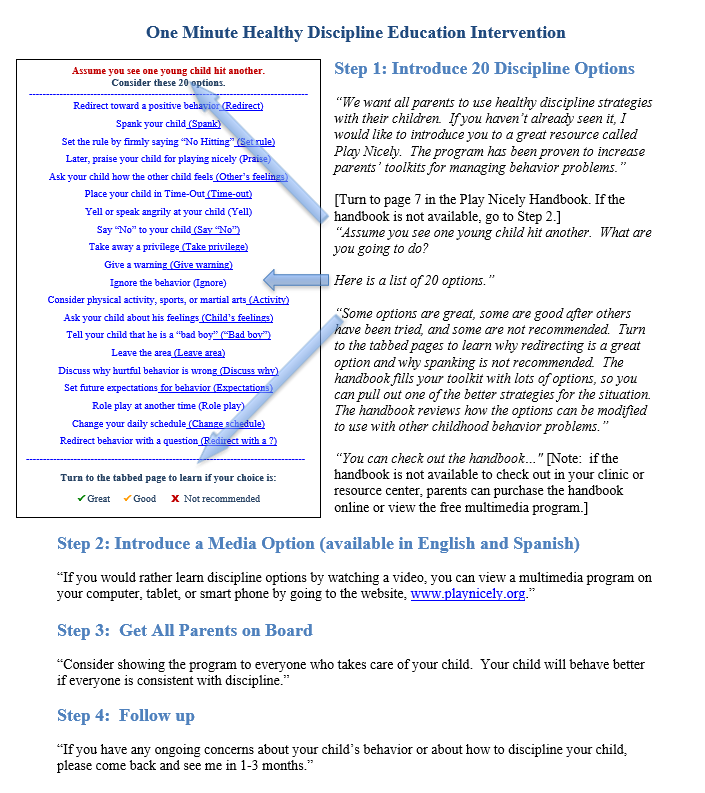 One Minute Healthy Discipline Education Intervention
Assume you see one young child hit another.
Consider these 20 options.
Redirect toward a positive behavior (Redirect)
Spank your child (Spank)
Set the rule by firmly saying “No Hitting” (Set rule)
Later, praise your child for playing nicely (Praise)
Ask your child how the other child feels (Other’s feelings)
Place your child in Time-Out (Time-out)
Yell or speak angrily at your child (Yell)
Say “No” to your child (Say “No”)
Take away a privilege (Take privilege)
Give a warning (Give warning)
Ignore the behavior (Ignore)
Consider physical activity, sports, or martial arts (Activity)
Ask your child about his feelings (Child’s feelings)
Tell your child that he is a “bad boy” (“Bad boy”)
Leave the area (Leave area)
Discuss why hurtful behavior is wrong (Discuss why)
Set future expectations for behavior (Expectations)
Role play at another time (Role play)
Change your daily schedule (Change schedule)
Redirect behavior with a question (Redirect with a ?)
Turn to the tabbed page to learn if your choice is:
✓ Great ✓ Good X Not recommended
Step 1: Introduce 20 Discipline Options
“We want all parents to use healthy discipline strategies
with their children. If you haven’t already seen it, I
would like to introduce you to a great resource called
Play Nicely. The program has been proven to increase
parents’ toolkits for managing behavior problems.”
[Turn to page 7 in the Play Nicely Handbook. If the
handbook is not available, go to Step 2.]
“Assume you see one young child hit another. What are
you going to do?
Here is a list of 20 options.”
“Some options are great, some are good after others
have been tried, and some are not recommended. Turn
to the tabbed pages to learn why redirecting is a great
option and why spanking is not recommended. The
handbook fills your toolkit with lots of options, so you
can pull out one of the better strategies for the situation.
The handbook reviews how the options can be modified
to use with other childhood behavior problems.”
“You can check out the handbook…” [Note: if the
handbook is not available to check out in your clinic or
resource center, parents can purchase the handbook
online or view the free multimedia program.]
Step 2: Introduce a Media Option (available in English and Spanish)
“If you would rather learn discipline options by watching a video, you can view a multimedia program on
your computer, tablet, or smart phone by going to the website, www.playnicely.org.”
Step 3: Get All Parents on Board
“Consider showing the program to everyone who takes care of your child. Your child will behave better
if everyone is consistent with discipline.”
Step 4: Follow up
“If you have any ongoing concerns about your child’s behavior or about how to discipline your child,
please come back and see me in 1-3 months.”